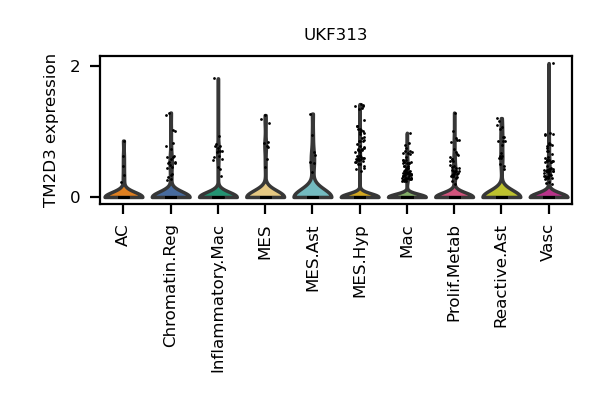 UKF313
TM2D3 expression
2
0
AC
Chromatin.Reg
Inflammatory.Mac
MES
MES.Ast
MES.Hyp
Mac
Prolif.Metab
Reactive.Ast
Vasc